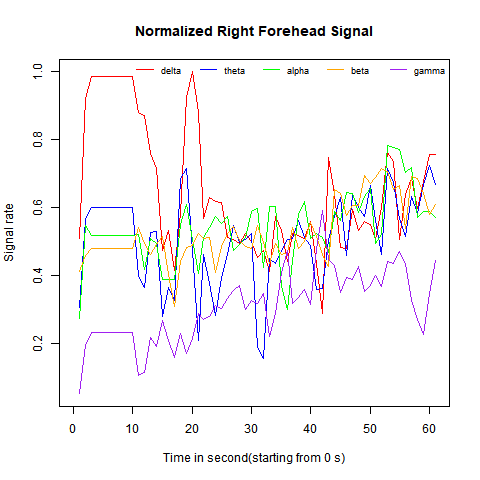 Normalized Right Forehead Signal
delta theta alpha beta gamma
1.0
0.8
0.6
0.4
0.2
Signal rate
0 10 20 30 40 50 60
Time in second(starting from 0 s)